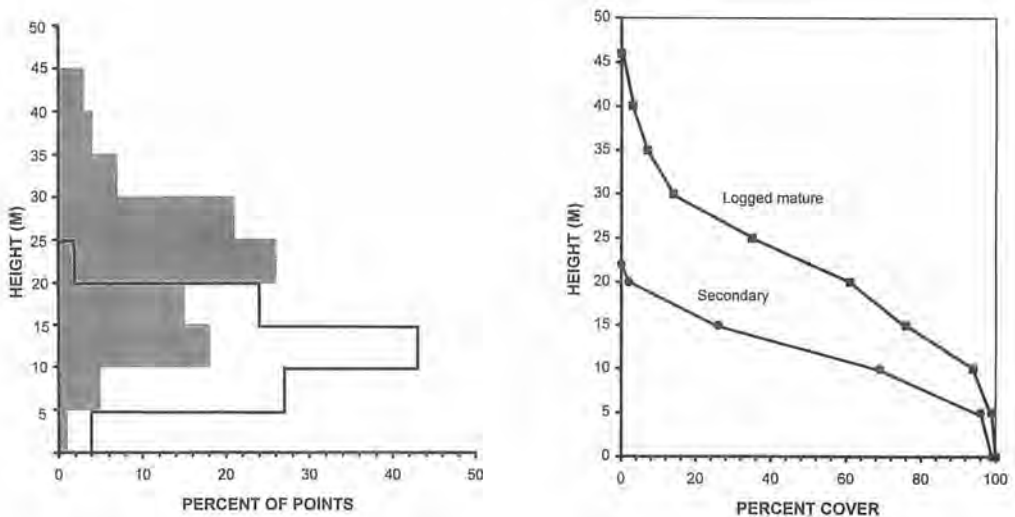 50
45
40
35
30
25
20
15
10
5
HEIGHT (M)
0 10 20 30 40 50
PERCENT OF POINTS
50
45
40
35
30
25
20
15
10
5
0
HEIGHT (M)
Logged mature
Secondary
0 20 40 60 80 100
PERCENT COVER